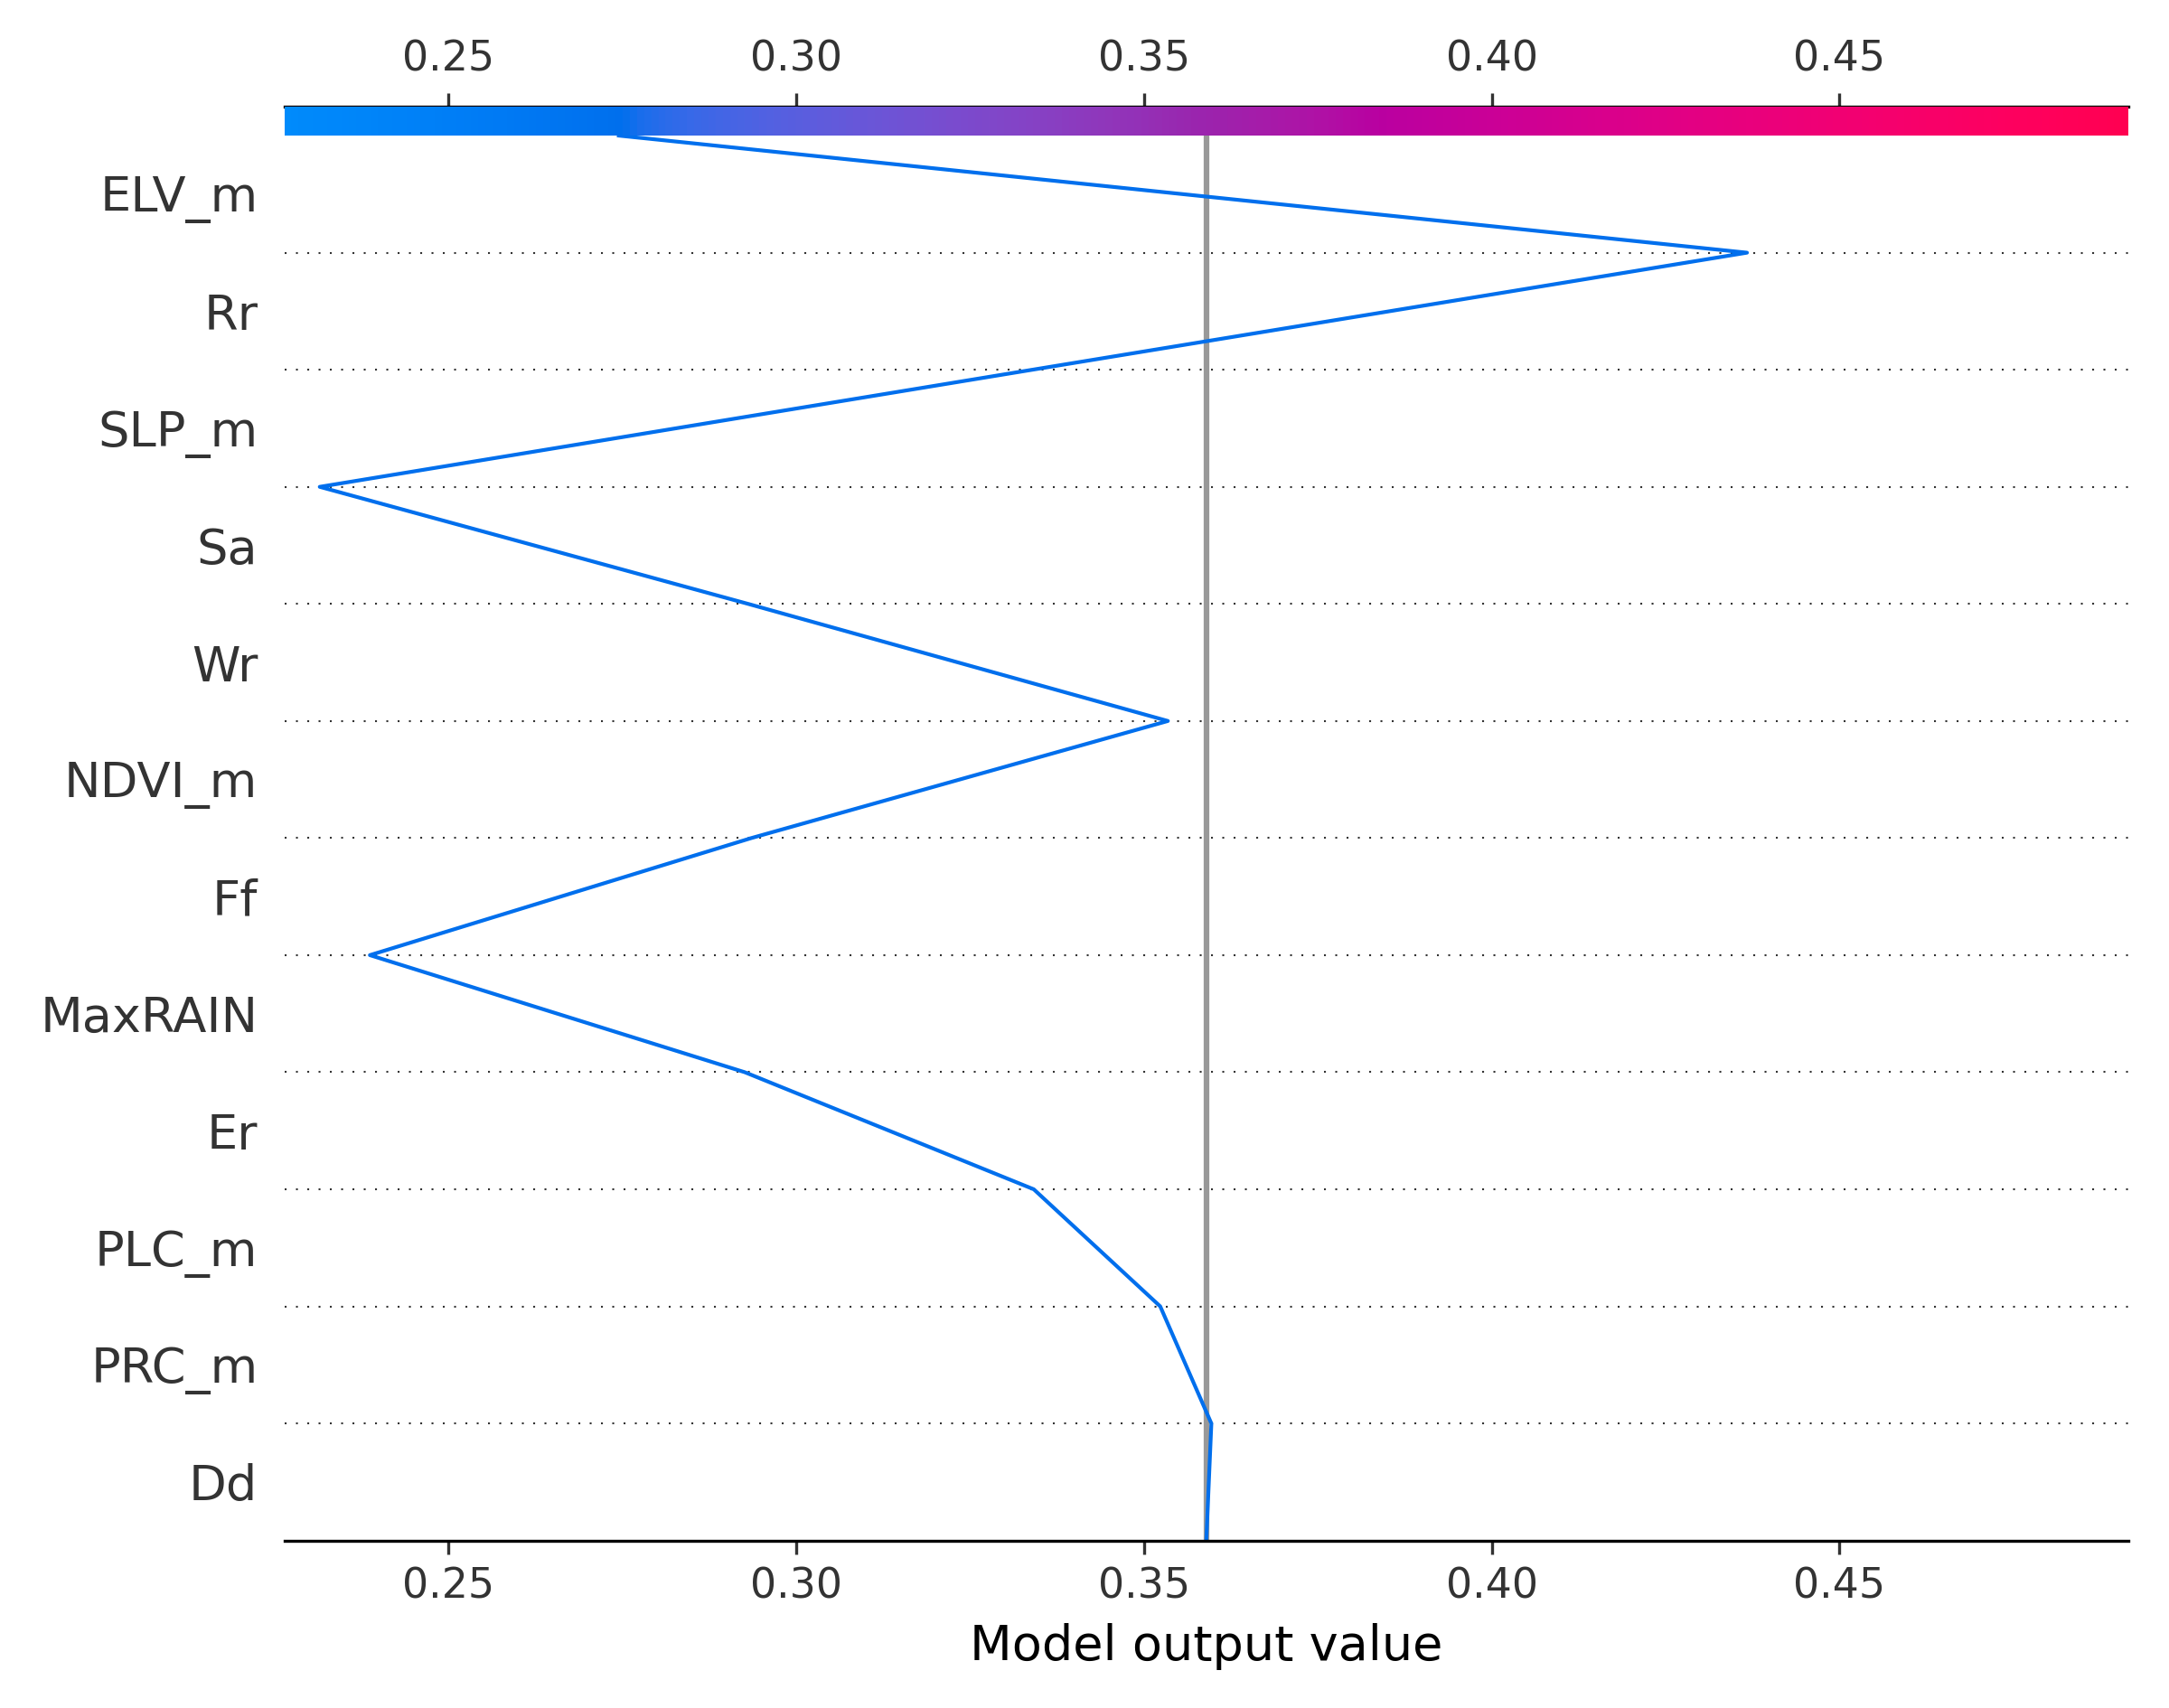 0.25 0.30 0.35 0.40 0.45
ELV_m
Rr
SLP_m
Sa
Wr
NDVI_m
Ff
MaxRAIN
Er
PLC_m
PRC_m
Dd
0.25 0.30 0.35 0.40 0.45
Model output value